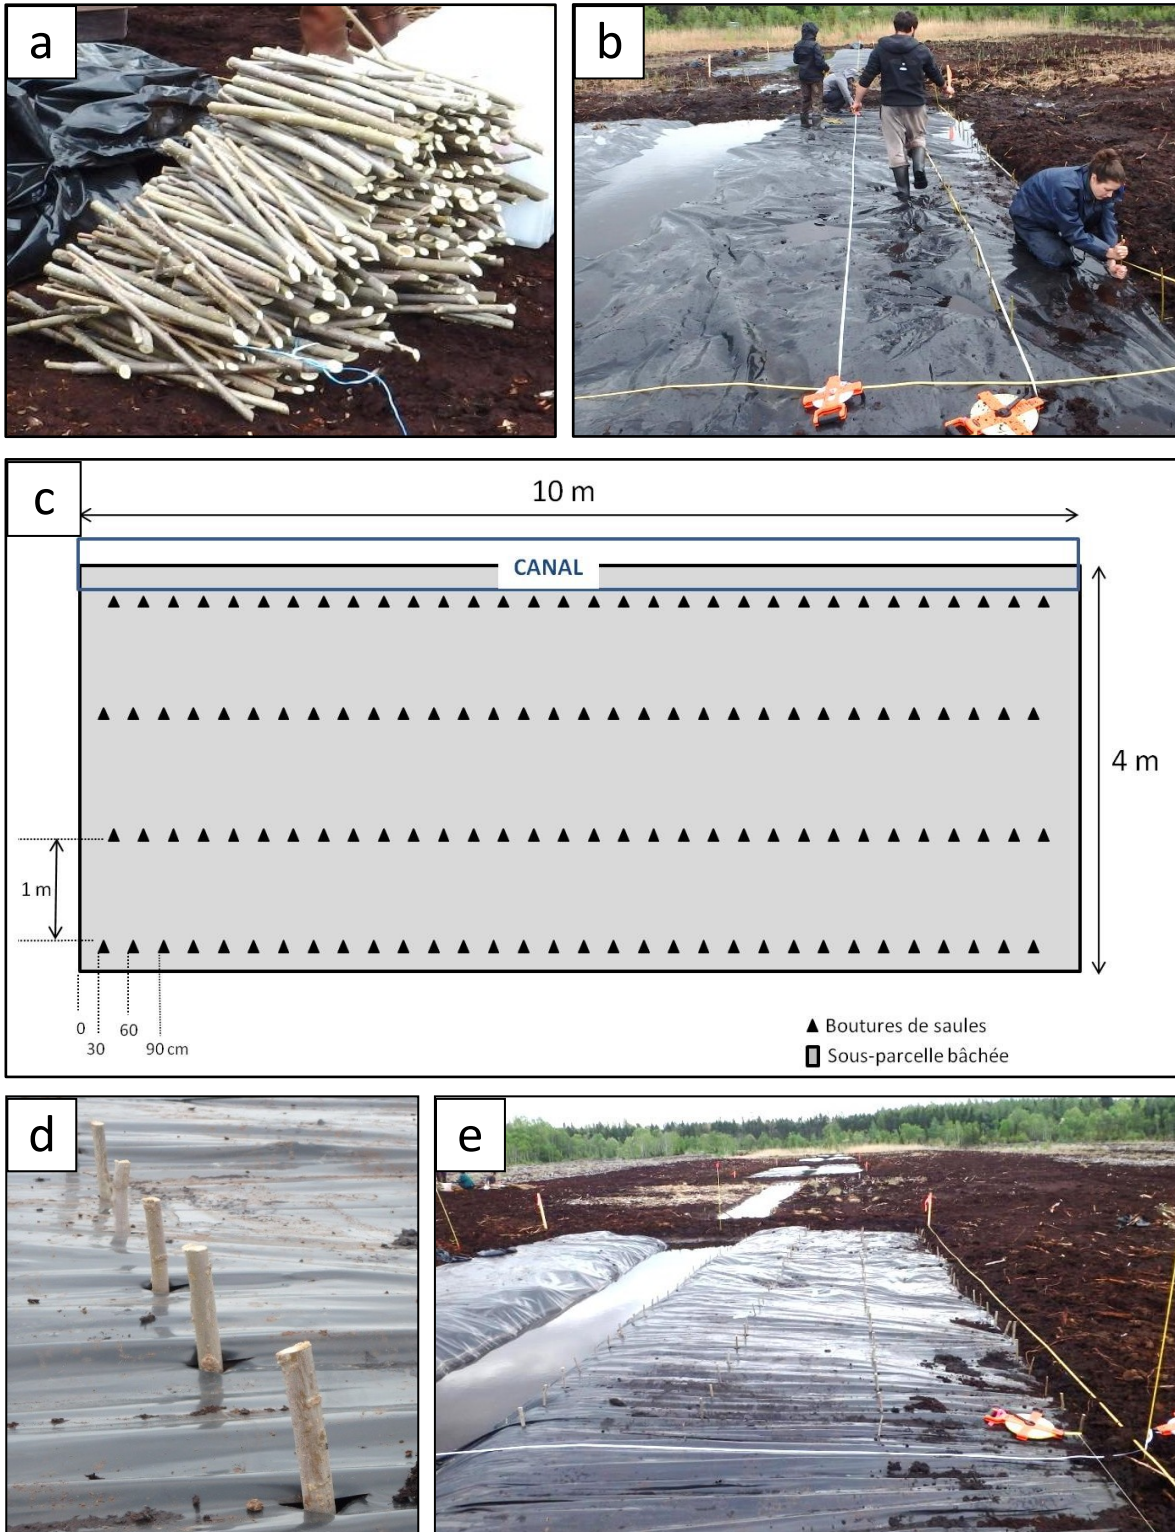 a
b
c
10 m
CANAL
4 m
1 m
0
60
30
90 cm
▲ Boutures de saules
Sous-parcelle bâchée
d
e